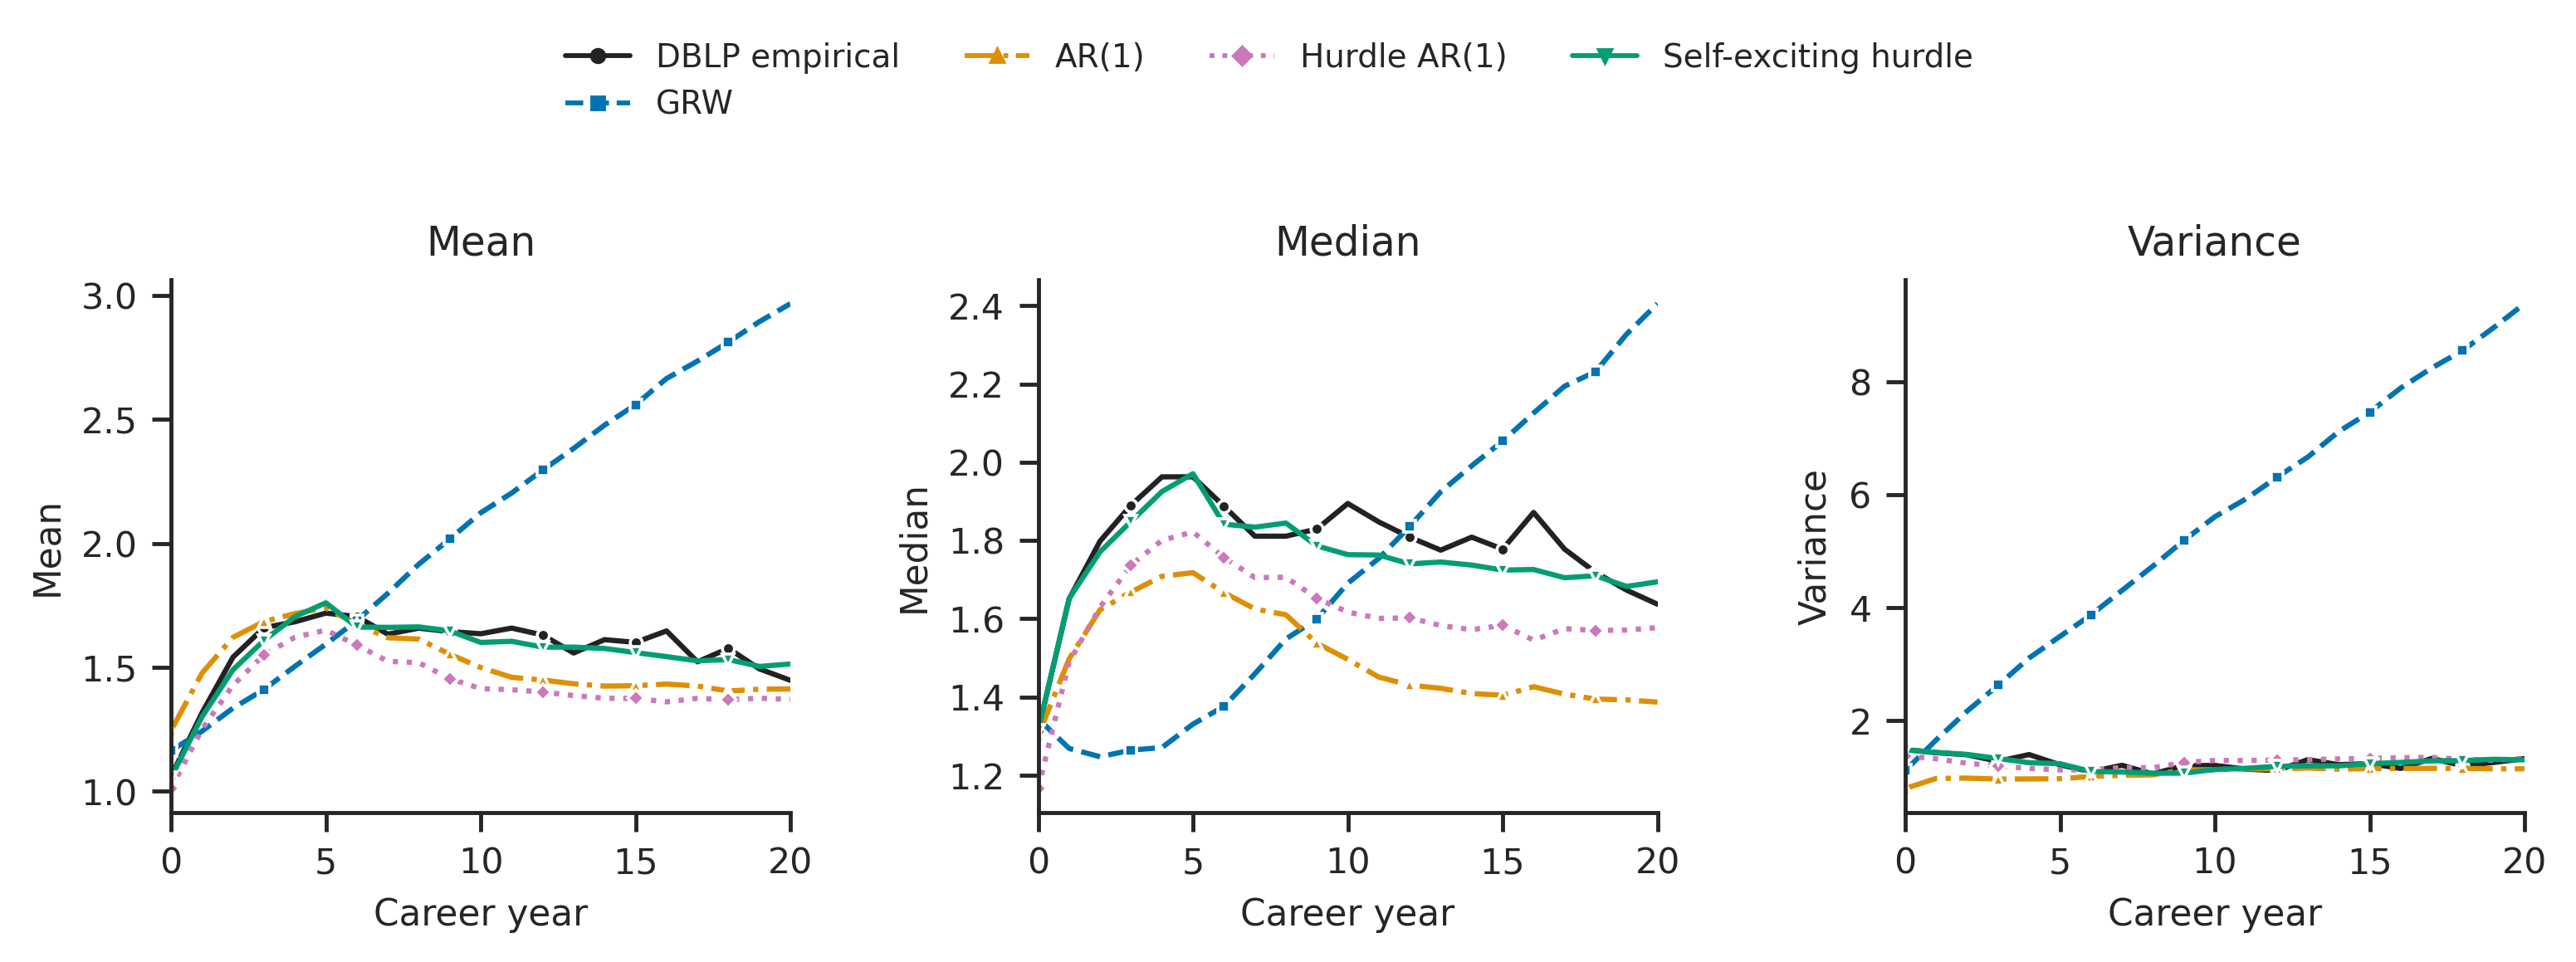 DBLP empirical AR(1) Hurdle AR(1) Self-exciting hurdle
GRW
Mean
3.0
2.5
2.0
1.5
1.0
Mean
0 5 10 15 20
Career year
Median
2.4
2.2
2.0
1.8
1.6
1.4
1.2
Median
0 5 10 15 20
Career year
Variance
8
6
4
2
Variance
0 5 10 15 20
Career year